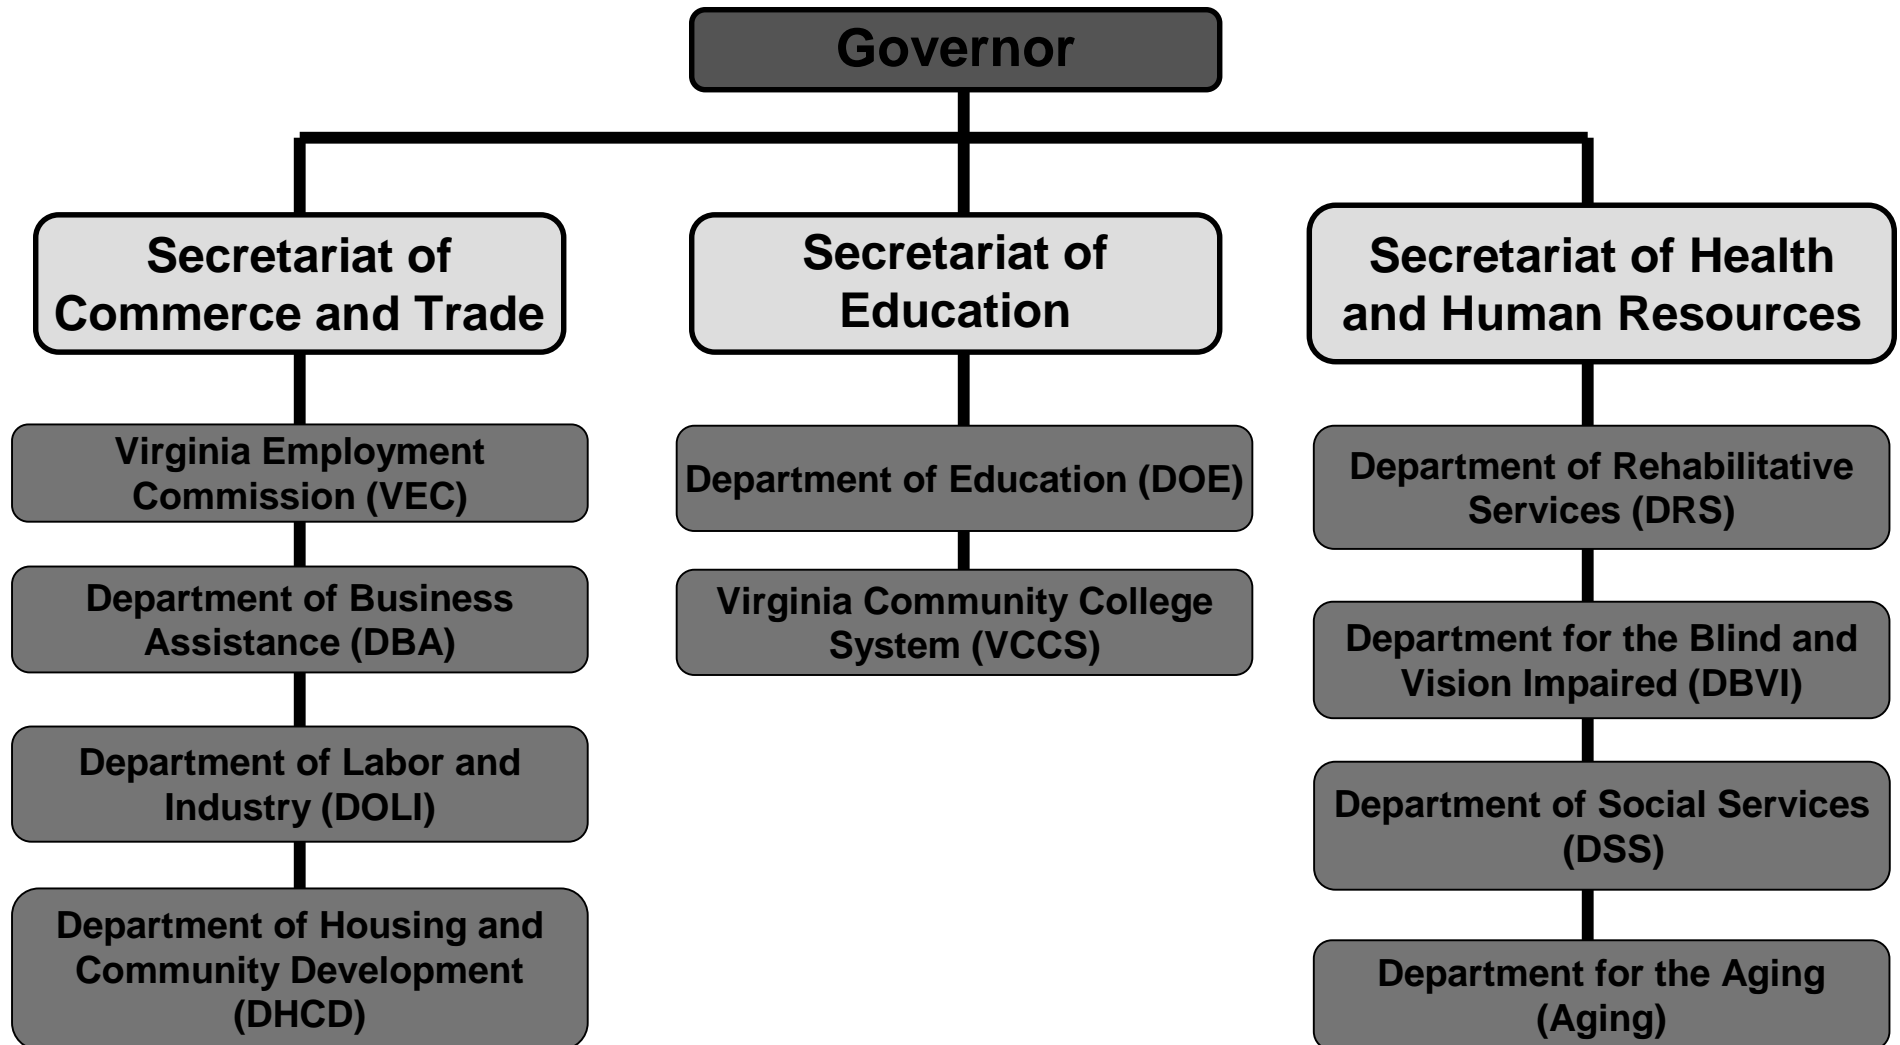 Governor
Secretariat of
Commerce and Trade
Virginia Employment
Commission (VEC)
Department of Business
Assistance (DBA)
Department of Labor and
Industry (DOLI)
Department of Housing and
Community Development
(DHCD)
Secretariat of
Education
Department of Education (DOE)
Virginia Community College
System (VCCS)
Secretariat of Health
and Human Resources
Department of Rehabilitative
Services (DRS)
Department for the Blind and
Vision Impaired (DBVI)
Department of Social Services
(DSS)
Department for the Aging
(Aging)